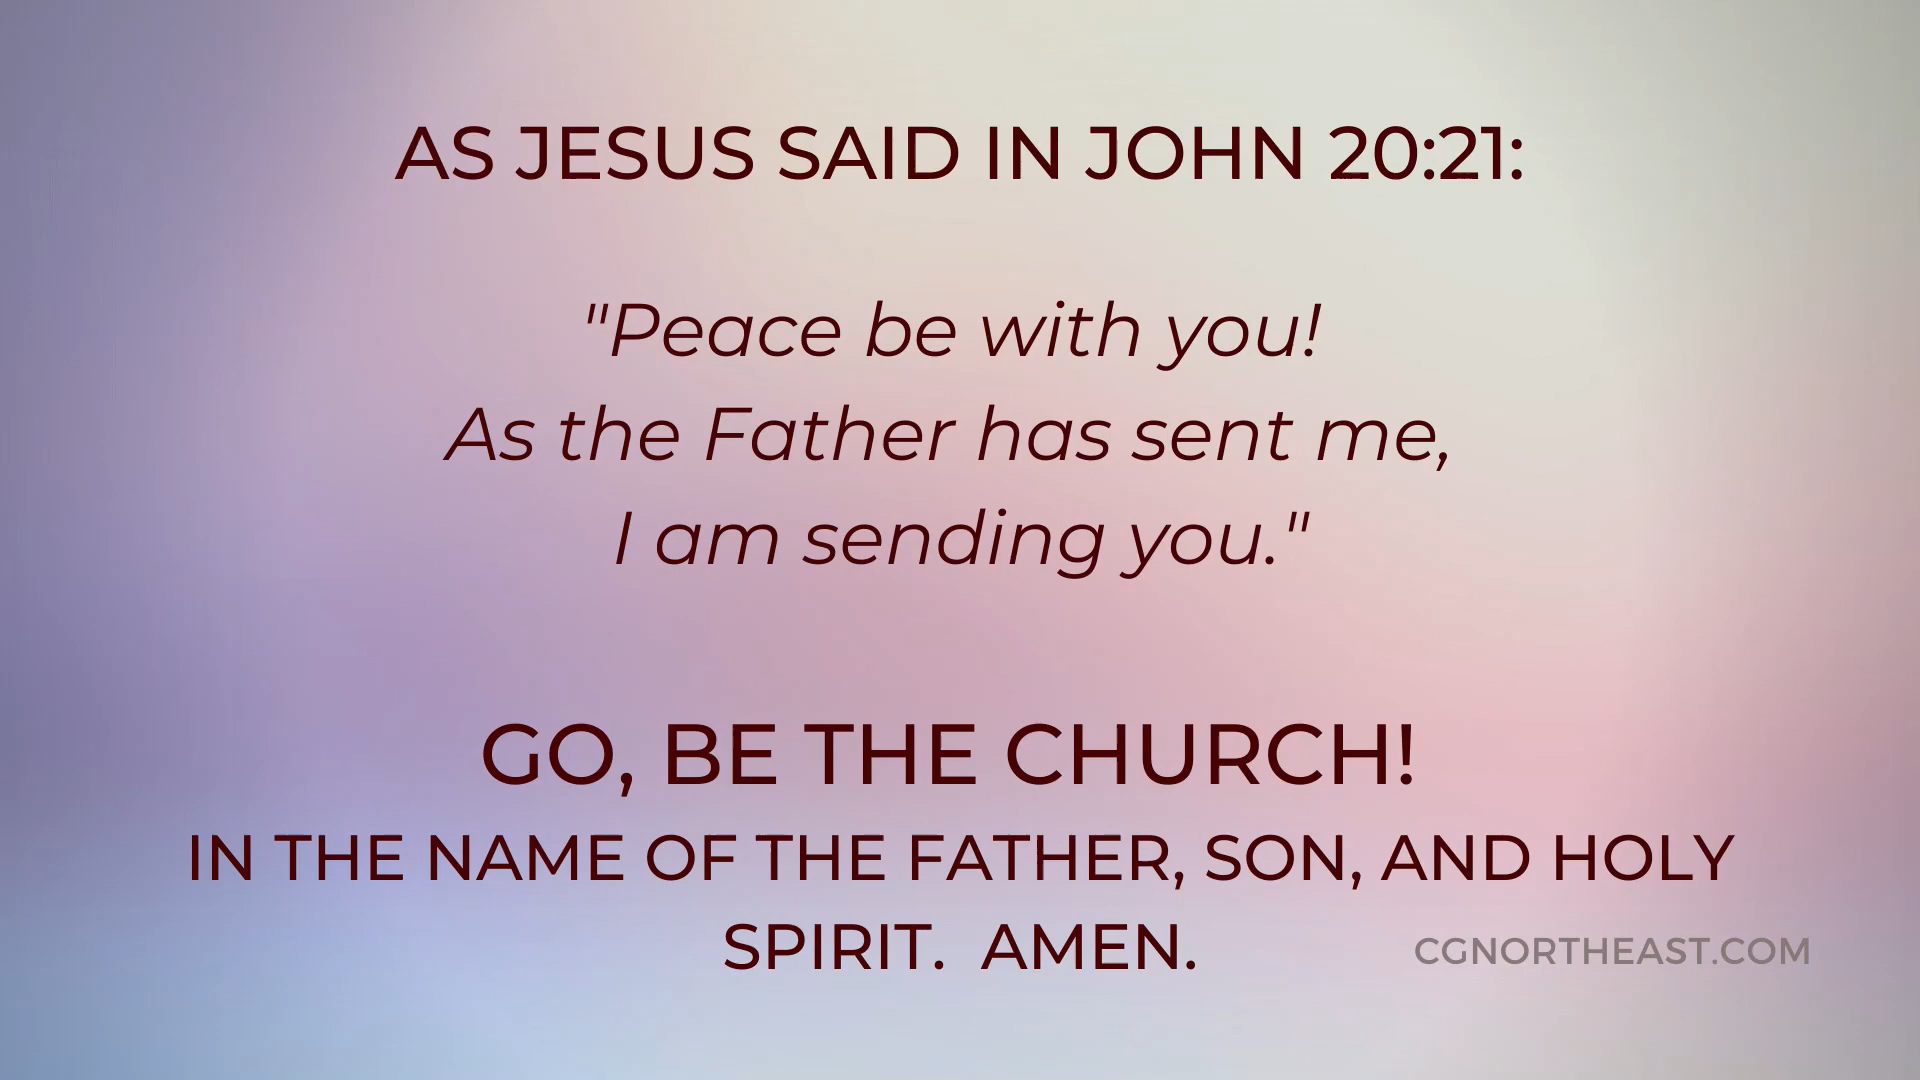 AS JESUS SAID IN JOHN 20:21:
"Peace be with you!
As the Father has sent me,
I am sending you."
GO, BE THE CHURCH!
IN THE NAME OF THE FATHER, SON, AND HOLY
SPIRIT.  AMEN.
CGNORTHEAST.COM